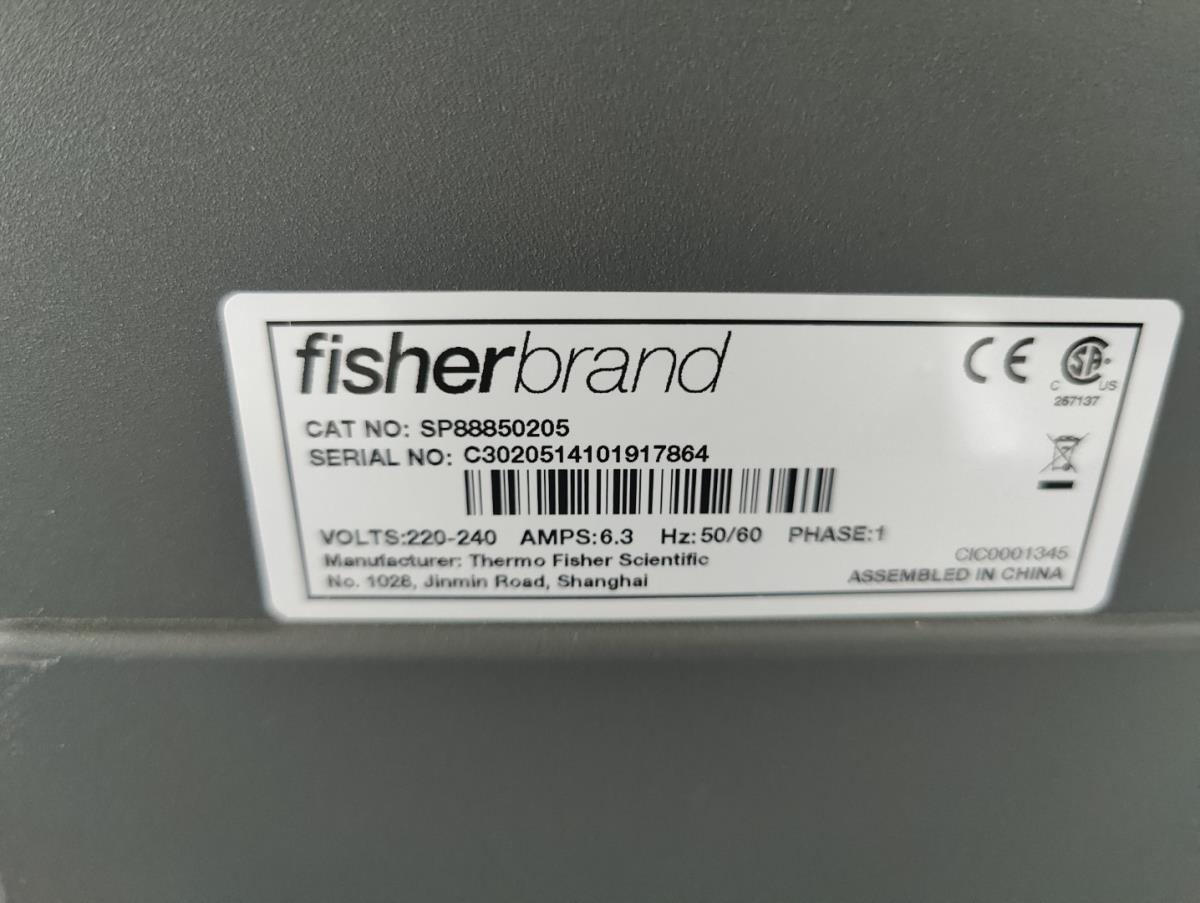 fisherbrand
CE
CSA
C US
267137
CAT NO: SP88850205
SERIAL NO: C3020514101917864
VOLTS:220-240 AMPS:6.3 Hz:50/60 PHASE:1
Manufacturer: Thermo Fisher Scientific
No. 1028, Jinmin Road, Shanghai
CIC0001345
ASSEMBLED IN CHINA